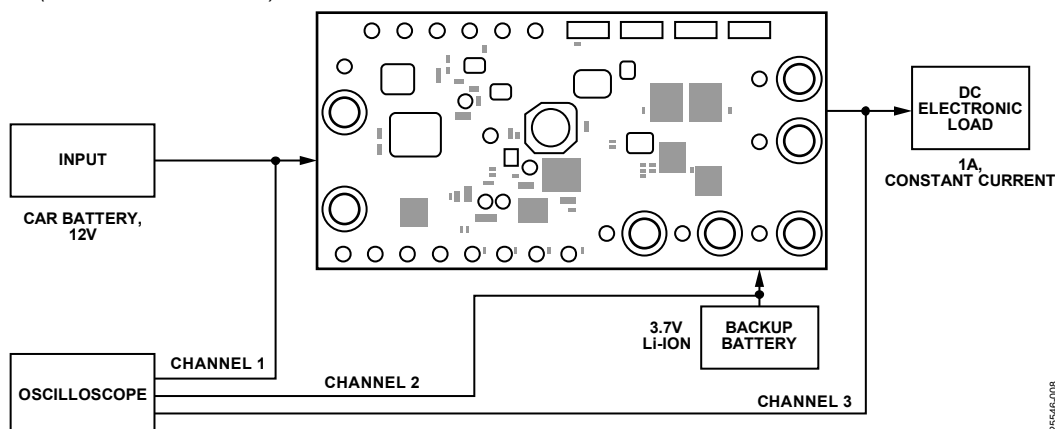 INPUT
CAR BATTERY,
12V
DC
ELECTRONIC
LOAD
1A,
CONSTANT CURRENT
3.7V
Li-ION
BACKUP
BATTERY
OSCILLOSCOPE
CHANNEL 1
CHANNEL 2
CHANNEL 3